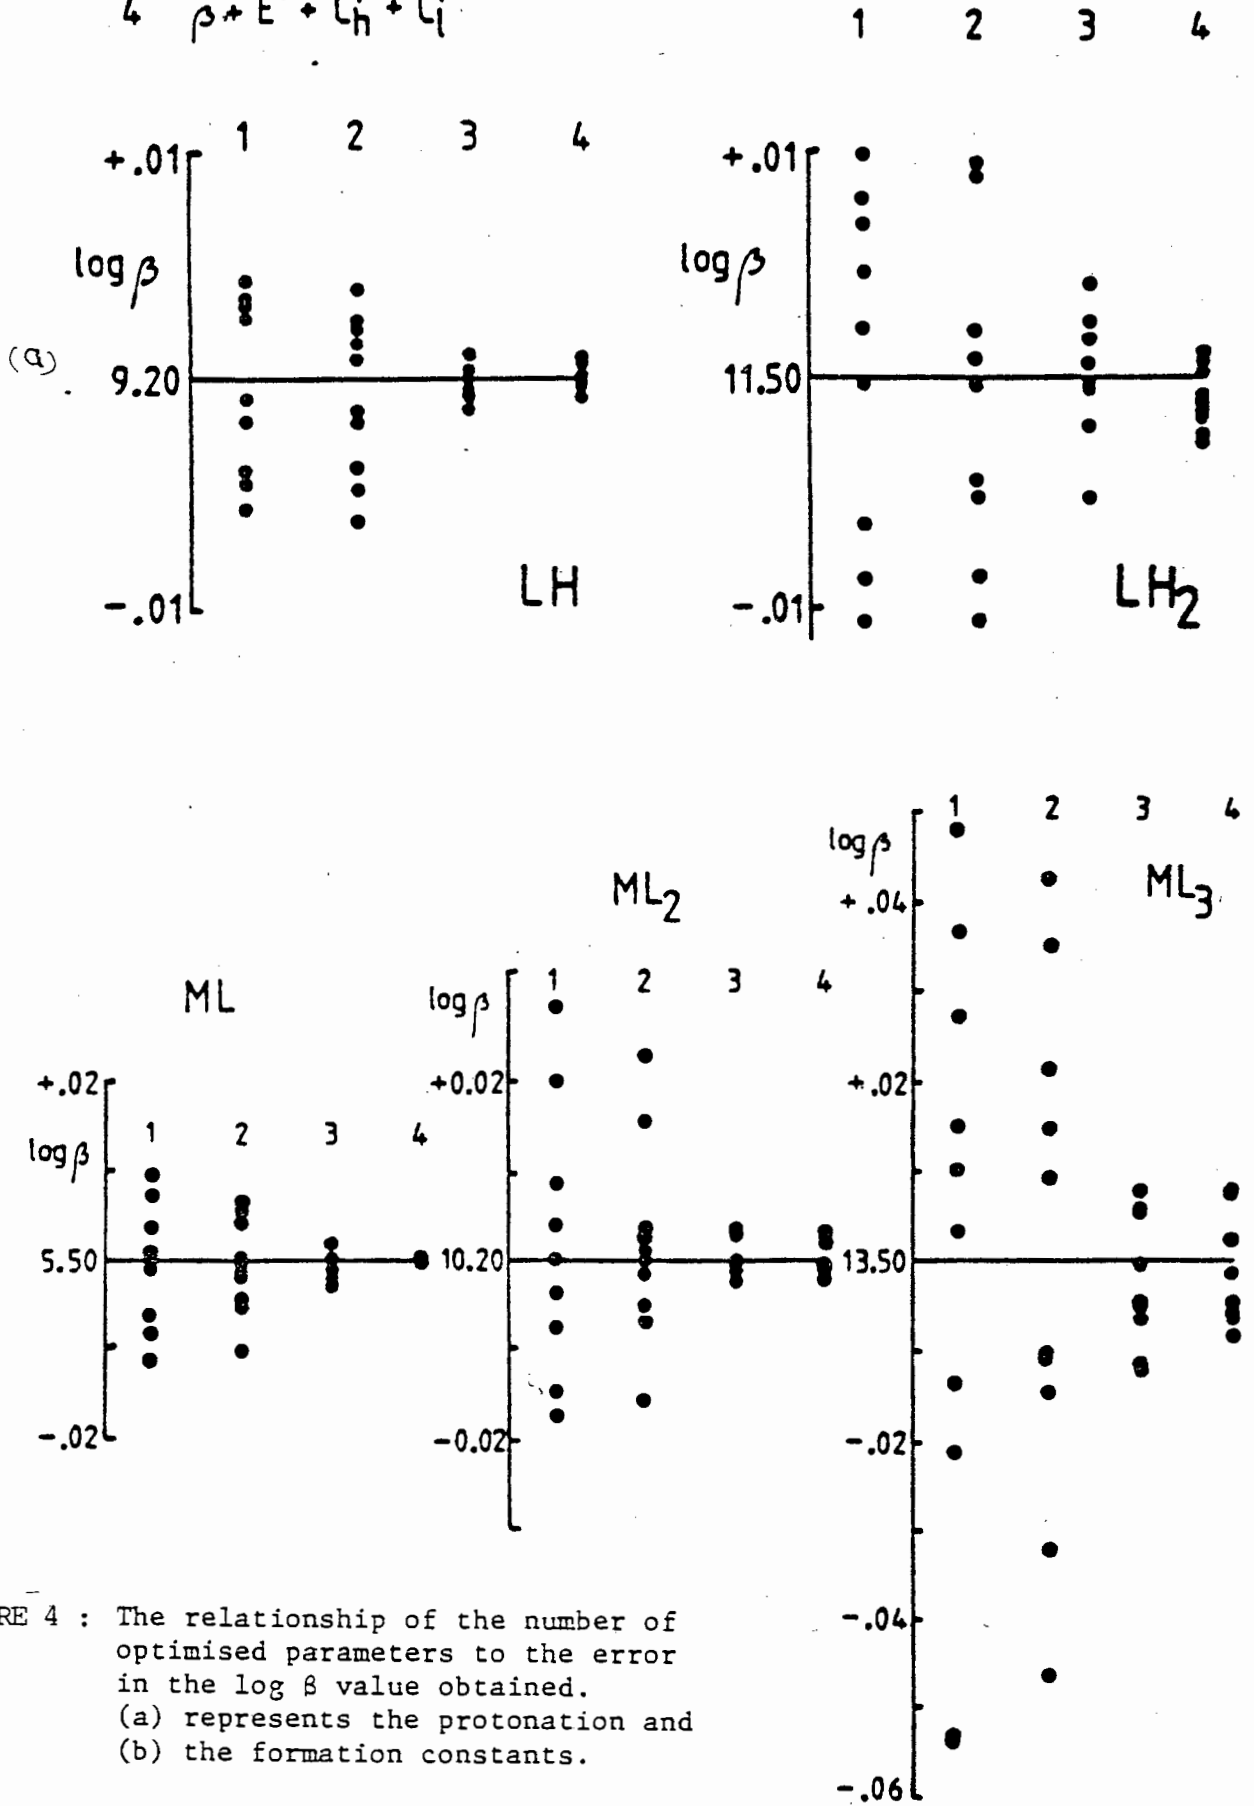 4 β + E + C
1 2 3 4
1 2 3 4
+.01
log β
(a)
9.20
-.01
LH
+.01
log β
11.50
-.01
LH2
ML
+.02
1 2 3 4
log β
5.50
-.02
ML2
log β
1 2 3 4
+0.02
10.20
-0.02
1 2 3 4
log β
+.04
ML3
+.02
13.50
-.02
-.04
-.06
RE 4 : The relationship of the number of
optimised parameters to the error
in the log β value obtained.
(a) represents the protonation and
(b) the formation constants.